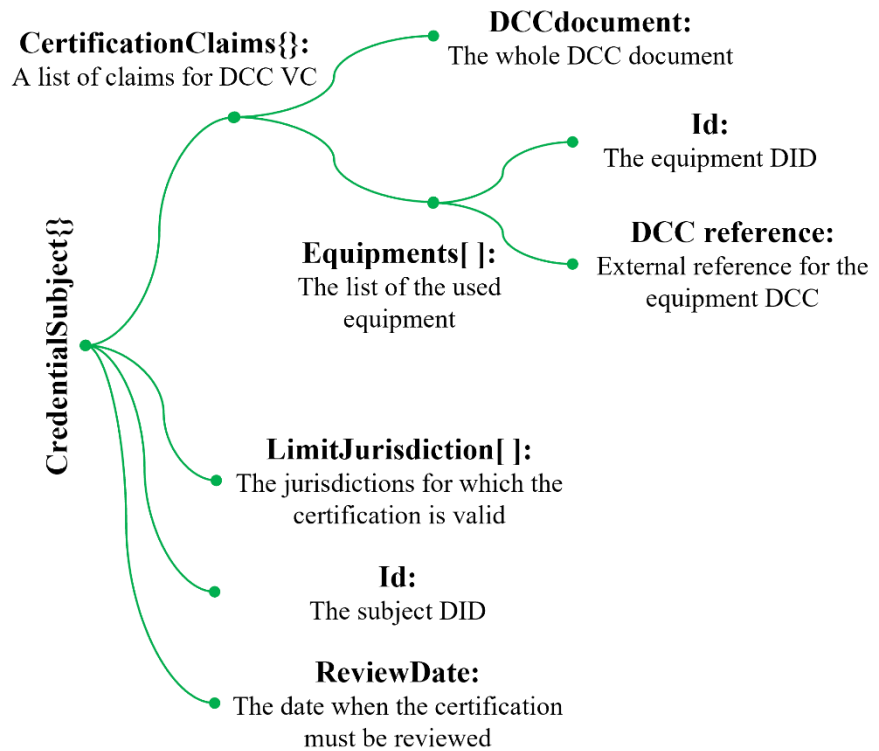 CertificationClaims{}:
A list of claims for DCC VC
DCCdocument:
The whole DCC document
Id:
The equipment DID
Equipments[ ]:
The list of the used
equipment
DCC reference:
External reference for the
equipment DCC
CredentialSubject{}
LimitJurisdiction[ ]:
The jurisdictions for which the
certification is valid
Id:
The subject DID
ReviewDate:
The date when the certification
must be reviewed